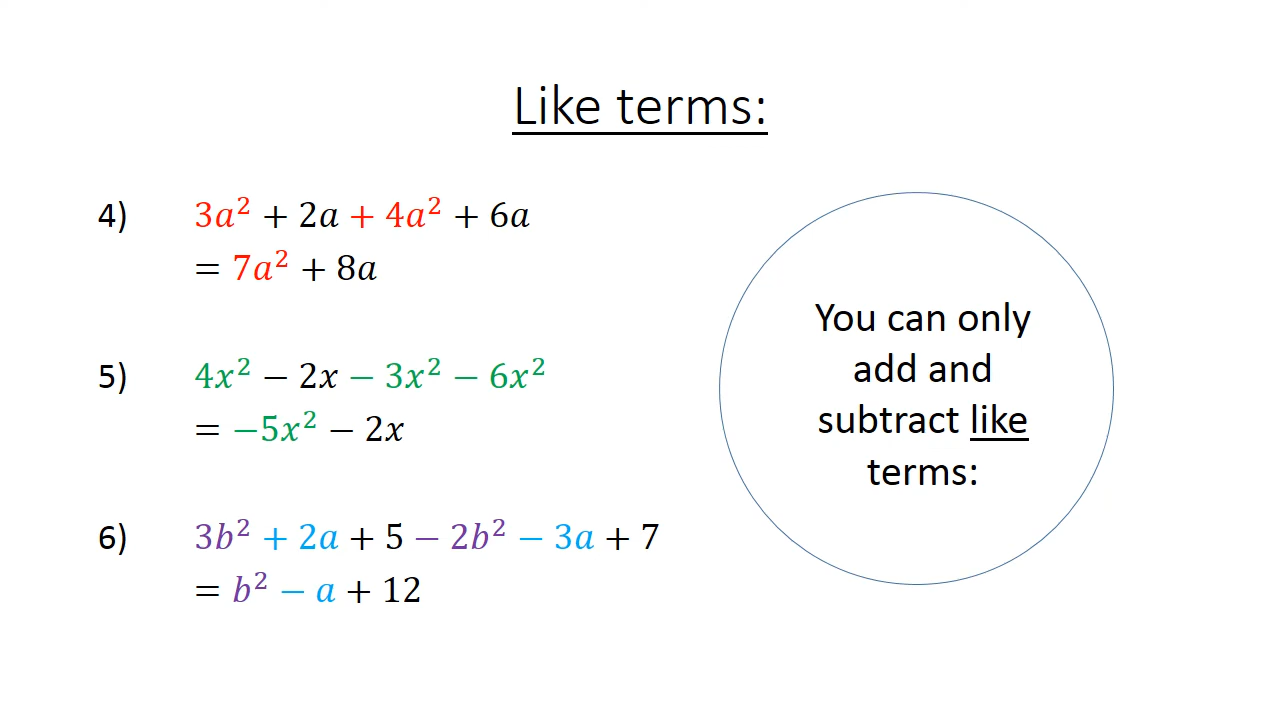 Like terms:
4) 3a² + 2a + 4a² + 6a
= 7a² + 8a
5) 4x² − 2x − 3x² − 6x²
= −5x² − 2x
6) 3b² + 2a + 5 − 2b² − 3a + 7
= b² − a + 12
You can only
add and
subtract like
terms: